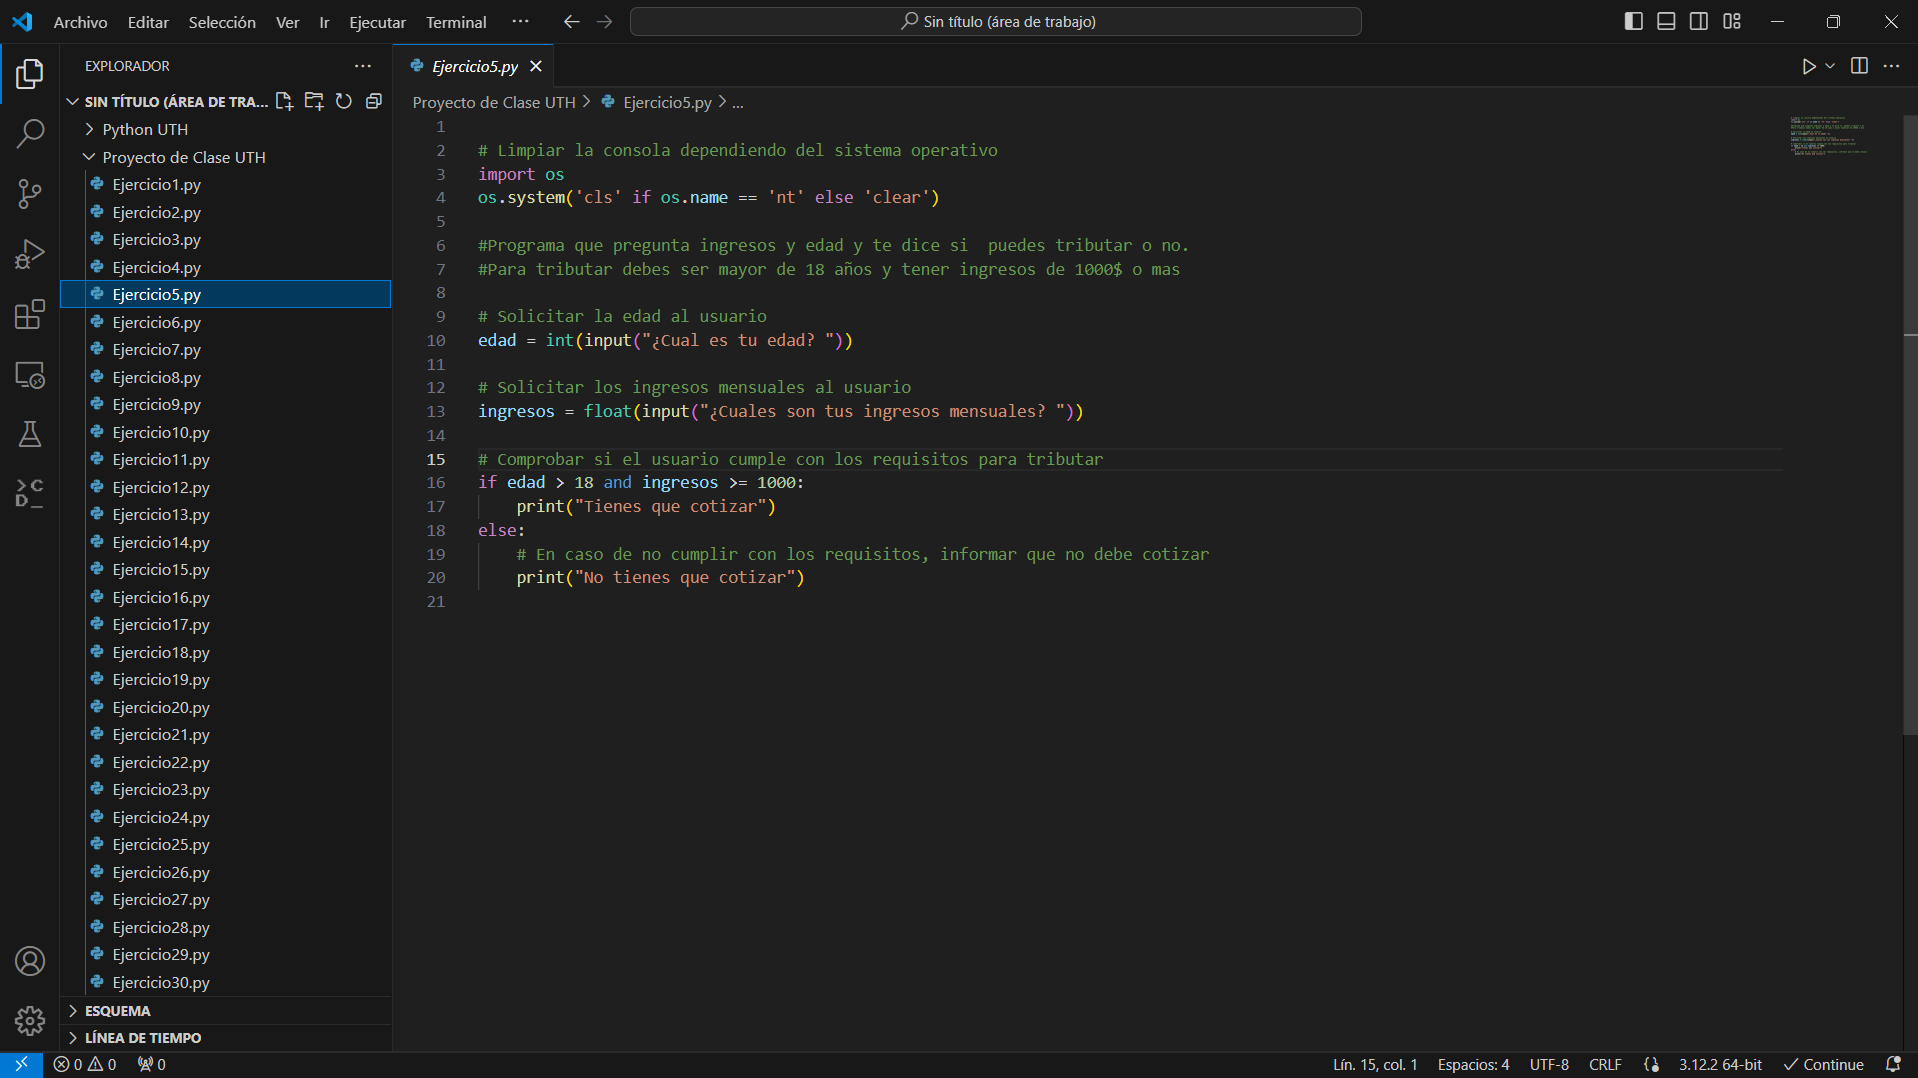 Archivo Editar Selección Ver Ir Ejecutar Terminal ··· Sin título (área de trabajo)
EXPLORADOR
SIN TÍTULO (ÁREA DE TRA...
Python UTH
Proyecto de Clase UTH
Ejercicio1.py
Ejercicio2.py
Ejercicio3.py
Ejercicio4.py
Ejercicio5.py
Ejercicio6.py
Ejercicio7.py
Ejercicio8.py
Ejercicio9.py
Ejercicio10.py
Ejercicio11.py
Ejercicio12.py
Ejercicio13.py
Ejercicio14.py
Ejercicio15.py
Ejercicio16.py
Ejercicio17.py
Ejercicio18.py
Ejercicio19.py
Ejercicio20.py
Ejercicio21.py
Ejercicio22.py
Ejercicio23.py
Ejercicio24.py
Ejercicio25.py
Ejercicio26.py
Ejercicio27.py
Ejercicio28.py
Ejercicio29.py
Ejercicio30.py
ESQUEMA
LÍNEA DE TIEMPO
Ejercicio5.py
Proyecto de Clase UTH > Ejercicio5.py > ...
1
2 # Limpiar la consola dependiendo del sistema operativo
3 import os
4 os.system('cls' if os.name == 'nt' else 'clear')
5
6 #Programa que pregunta ingresos y edad y te dice si  puedes tributar o no.
7 #Para tributar debes ser mayor de 18 años y tener ingresos de 1000$ o mas
8
9 # Solicitar la edad al usuario
10 edad = int(input("¿Cual es tu edad? "))
11
12 # Solicitar los ingresos mensuales al usuario
13 ingresos = float(input("¿Cuales son tus ingresos mensuales? "))
14
15 # Comprobar si el usuario cumple con los requisitos para tributar
16 if edad > 18 and ingresos >= 1000:
17     print("Tienes que cotizar")
18 else:
19     # En caso de no cumplir con los requisitos, informar que no debe cotizar
20     print("No tienes que cotizar")
21
0 0 0 Lín. 15, col. 1 Espacios: 4 UTF-8 CRLF 3.12.2 64-bit Continue